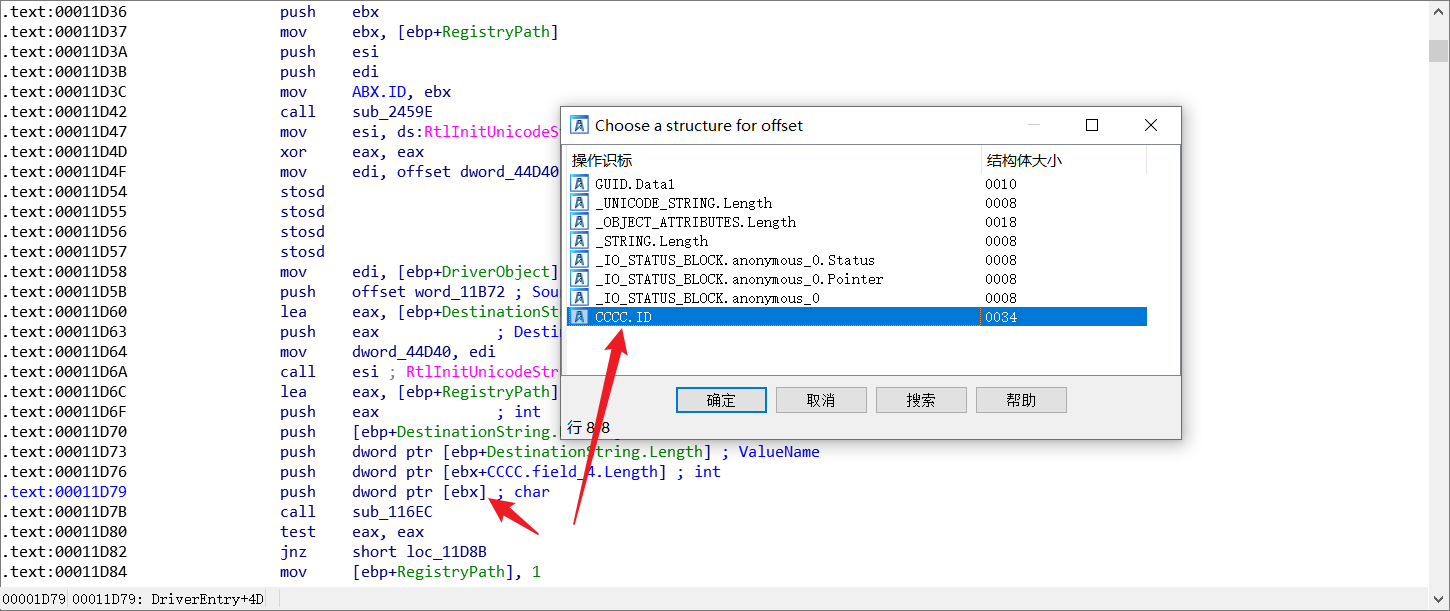 .text:00011D36 push ebx
.text:00011D37 mov ebx, [ebp+RegistryPath]
.text:00011D3A push esi
.text:00011D3B push edi
.text:00011D3C mov ABX.ID, ebx
.text:00011D42 call sub_2459E
.text:00011D47 mov esi, ds:RtlInitUnicodeS
.text:00011D4D xor eax, eax
.text:00011D4F mov edi, offset dword_44D40
.text:00011D54 stosd
.text:00011D55 stosd
.text:00011D56 stosd
.text:00011D57 stosd
.text:00011D58 mov edi, [ebp+DriverObject]
.text:00011D5B push offset word_11B72 ; Sou
.text:00011D60 lea eax, [ebp+DestinationSt
.text:00011D63 push eax ; Desti
.text:00011D64 mov dword_44D40, edi
.text:00011D6A call esi ; RtlInitUnicodeStr
.text:00011D6C lea eax, [ebp+RegistryPath]
.text:00011D6F push eax ; int
.text:00011D70 push [ebp+DestinationString.
.text:00011D73 push dword ptr [ebp+DestinationString.Length] ; ValueName
.text:00011D76 push dword ptr [ebx+CCCC.field_4.Length] ; int
.text:00011D79 push dword ptr [ebx] ; char
.text:00011D7B call sub_116EC
.text:00011D80 test eax, eax
.text:00011D82 jnz short loc_11D8B
.text:00011D84 mov [ebp+RegistryPath], 1
00001D79 00011D79: DriverEntry+4D
Choose a structure for offset
操作识标 结构体大小
GUID.Data1 0010
_UNICODE_STRING.Length 0008
_OBJECT_ATTRIBUTES.Length 0018
_STRING.Length 0008
_IO_STATUS_BLOCK.anonymous_0.Status 0008
_IO_STATUS_BLOCK.anonymous_0.Pointer 0008
_IO_STATUS_BLOCK.anonymous_0 0008
CCCC.ID 0034
确定 取消 搜索 帮助
行 8/8